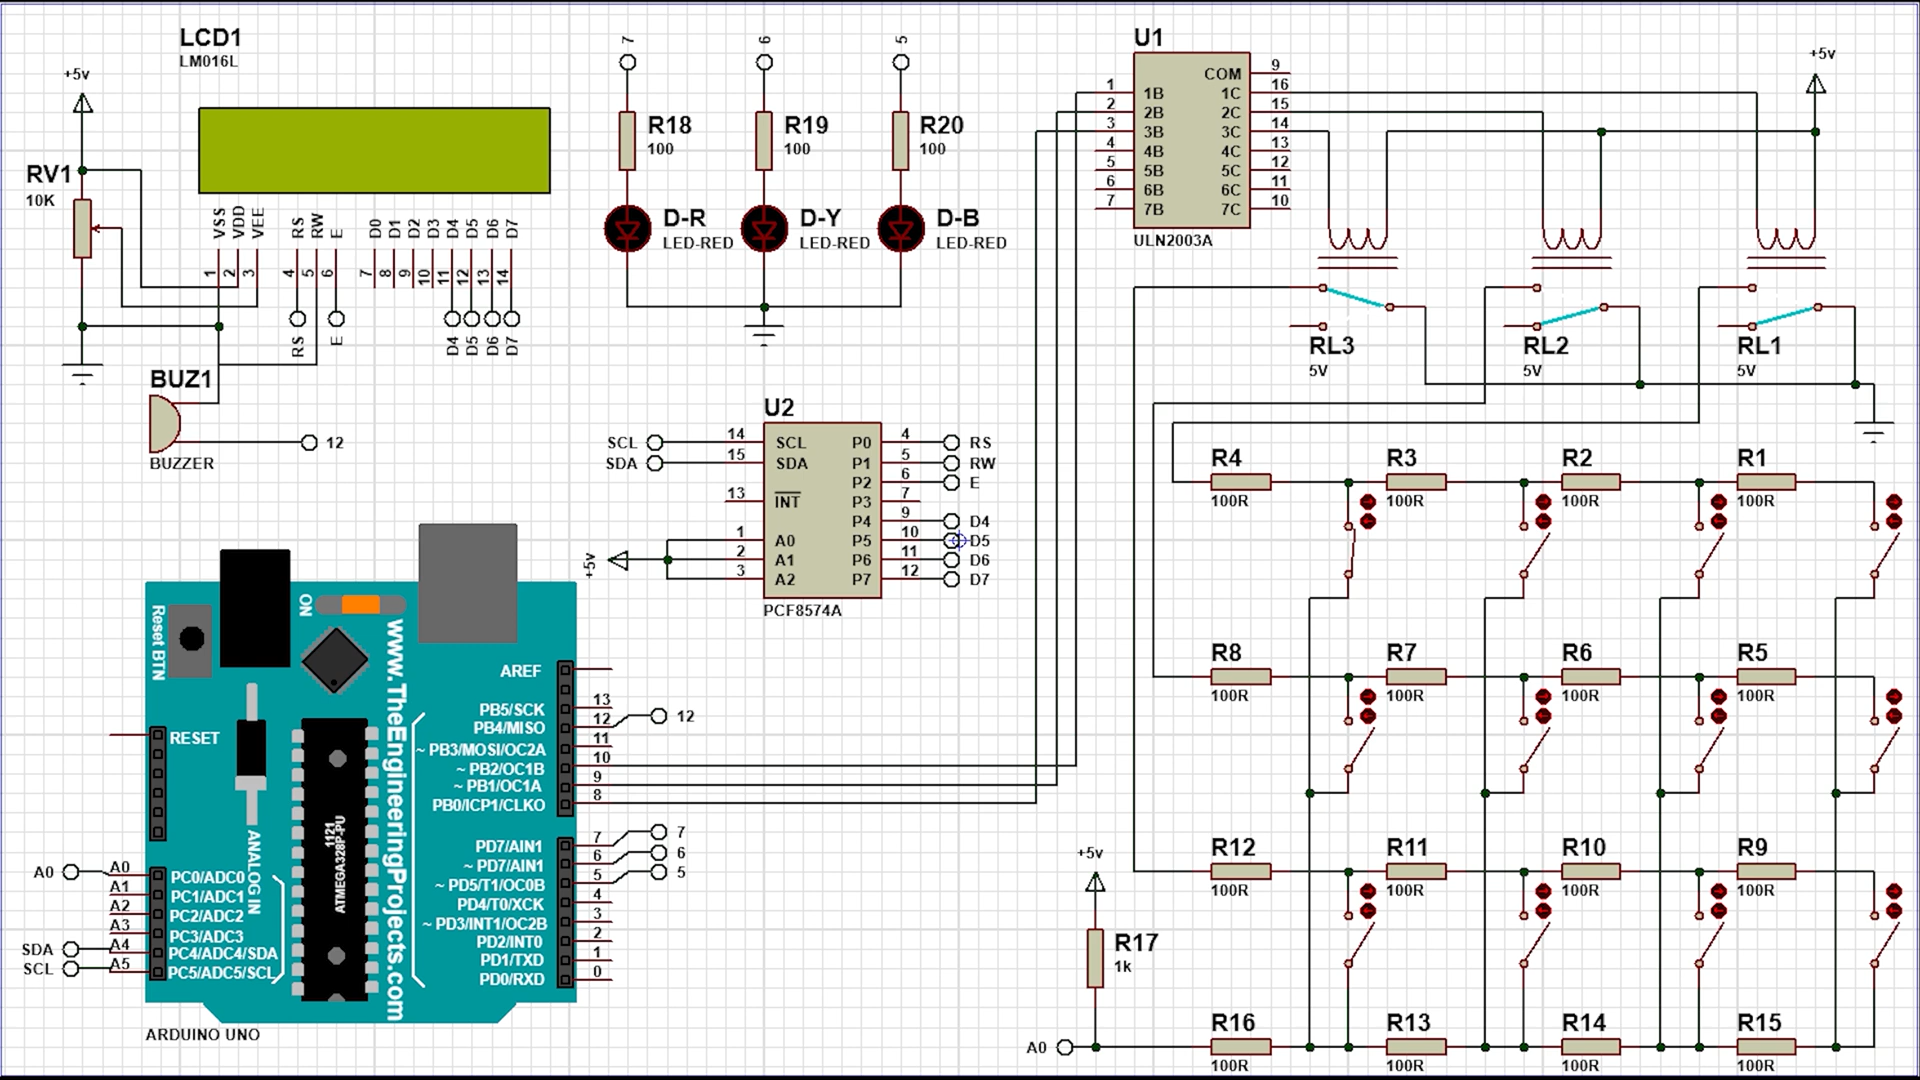 LCD1
LM016L
+5v
RV1
10K
VSS
VDD
VEE
RS
RW
E
D0
D1
D2
D3
D4
D5
D6
D7
1
2
3
4
5
6
7
8
9
10
11
12
13
14
RS
E
D4
D5
D6
D7
BUZ1
BUZZER
12
7
6
5
R18
100
R19
100
R20
100
D-R
LED-RED
D-Y
LED-RED
D-B
LED-RED
U1
1 1B
2 2B
3 3B
4 4B
5 5B
6 6B
7 7B
COM 9
1C 16
2C 15
3C 14
4C 13
5C 12
6C 11
7C 10
ULN2003A
+5v
RL3
5V
RL2
5V
RL1
5V
U2
SCL 14 SCL
SDA 15 SDA
13 INT
1 A0
2 A1
3 A2
+5v
P0 4 RS
P1 5 RW
P2 6 E
P3 7
P4 9 D4
P5 10 D5
P6 11 D6
P7 12 D7
PCF8574A
Reset BTN
ON
www.TheEngineeringProjects.com
1121
ATMEGA328P-PU
ANALOG IN
RESET
AREF
PB5/SCK 13
PB4/MISO 12 12
~ PB3/MOSI/OC2A 11
~ PB2/OC1B 10
~ PB1/OC1A 9
PB0/ICP1/CLKO 8
PD7/AIN1 7 7
~ PD7/AIN1 6 6
~ PD5/T1/OC0B 5 5
PD4/T0/XCK 4
~ PD3/INT1/OC2B 3
PD2/INT0 2
PD1/TXD 1
PD0/RXD 0
A0 A0 PC0/ADC0
A1 PC1/ADC1
A2 PC2/ADC2
A3 PC3/ADC3
SDA A4 PC4/ADC4/SDA
SCL A5 PC5/ADC5/SCL
ARDUINO UNO
R4
100R
R3
100R
R2
100R
R1
100R
R8
100R
R7
100R
R6
100R
R5
100R
R12
100R
R11
100R
R10
100R
R9
100R
+5v
R17
1k
A0
R16
100R
R13
100R
R14
100R
R15
100R